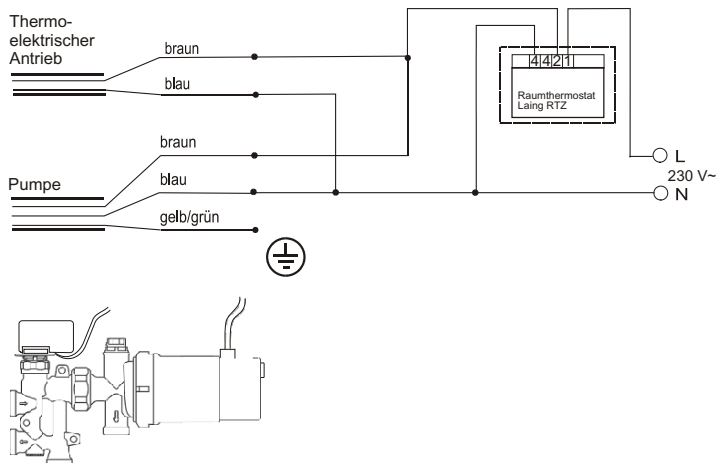 Thermo-
elektrischer
Antrieb
braun
blau
4 4 2 1
Raumthermostat
Laing RTZ
braun
L
230 V~
N
Pumpe
blau
gelb/grün